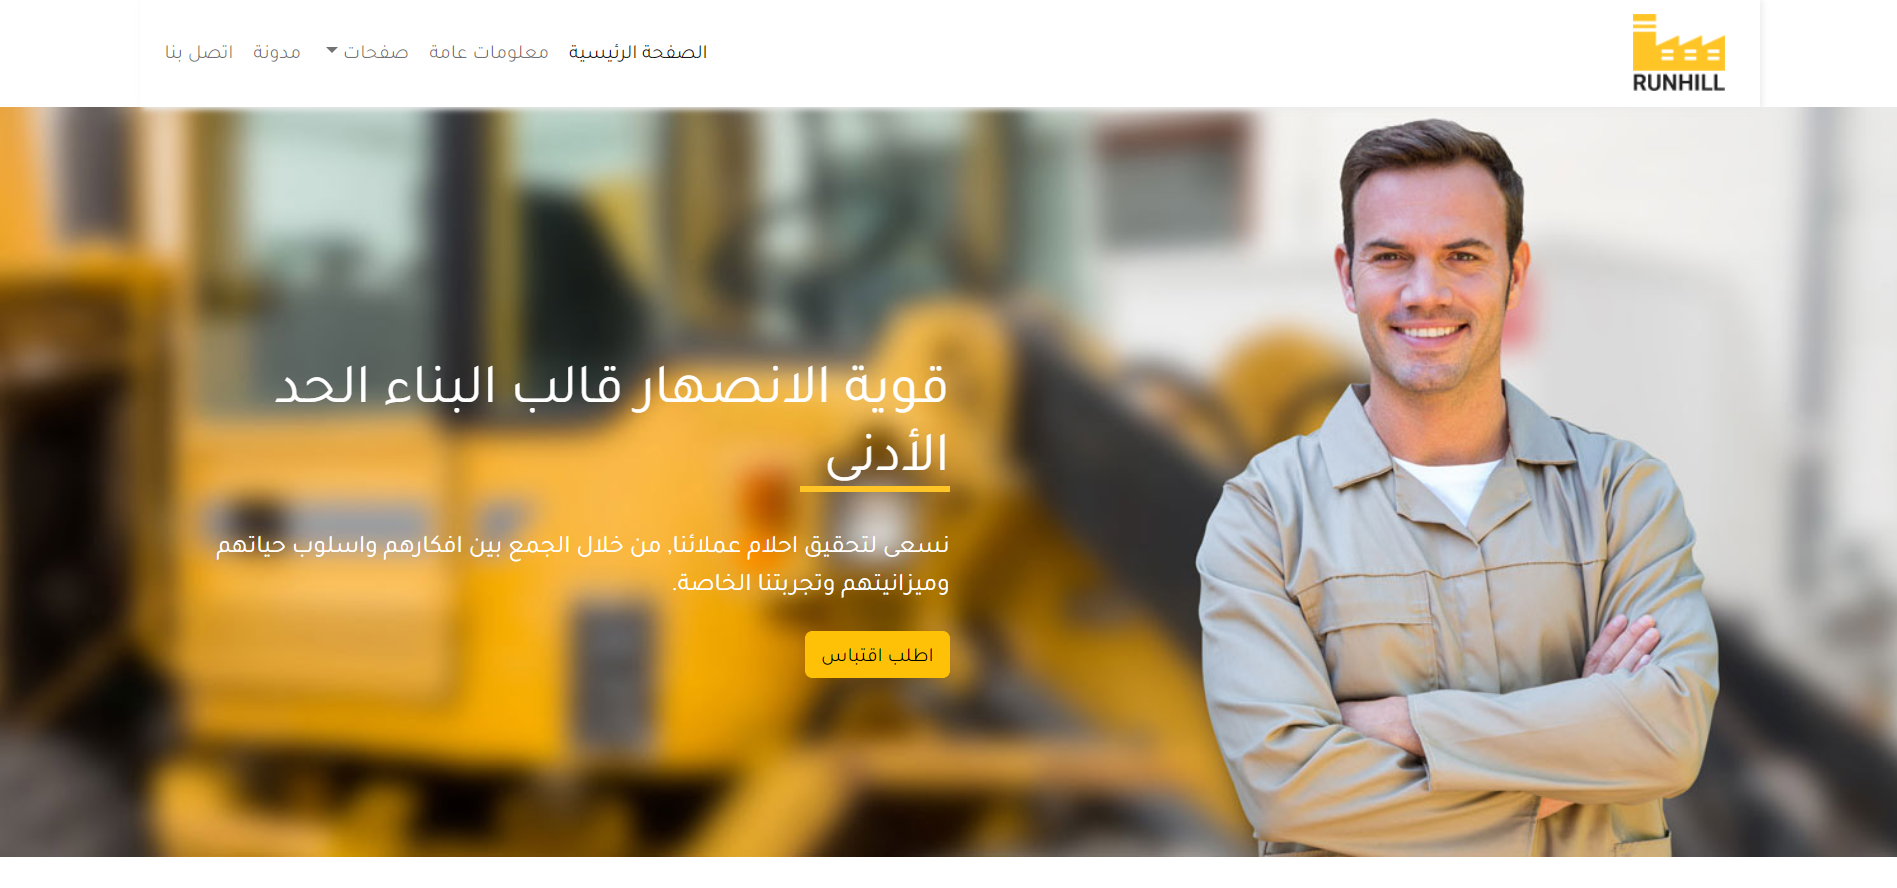 RUNHILL
الصفحة الرئيسية
معلومات عامة
صفحات
مدونة
اتصل بنا
قوية الانصهار قالب البناء الحد
الأدنى
نسعى لتحقيق احلام عملائنا, من خلال الجمع بين افكارهم واسلوب حياتهم
وميزانيتهم وتجربتنا الخاصة.
اطلب اقتباس